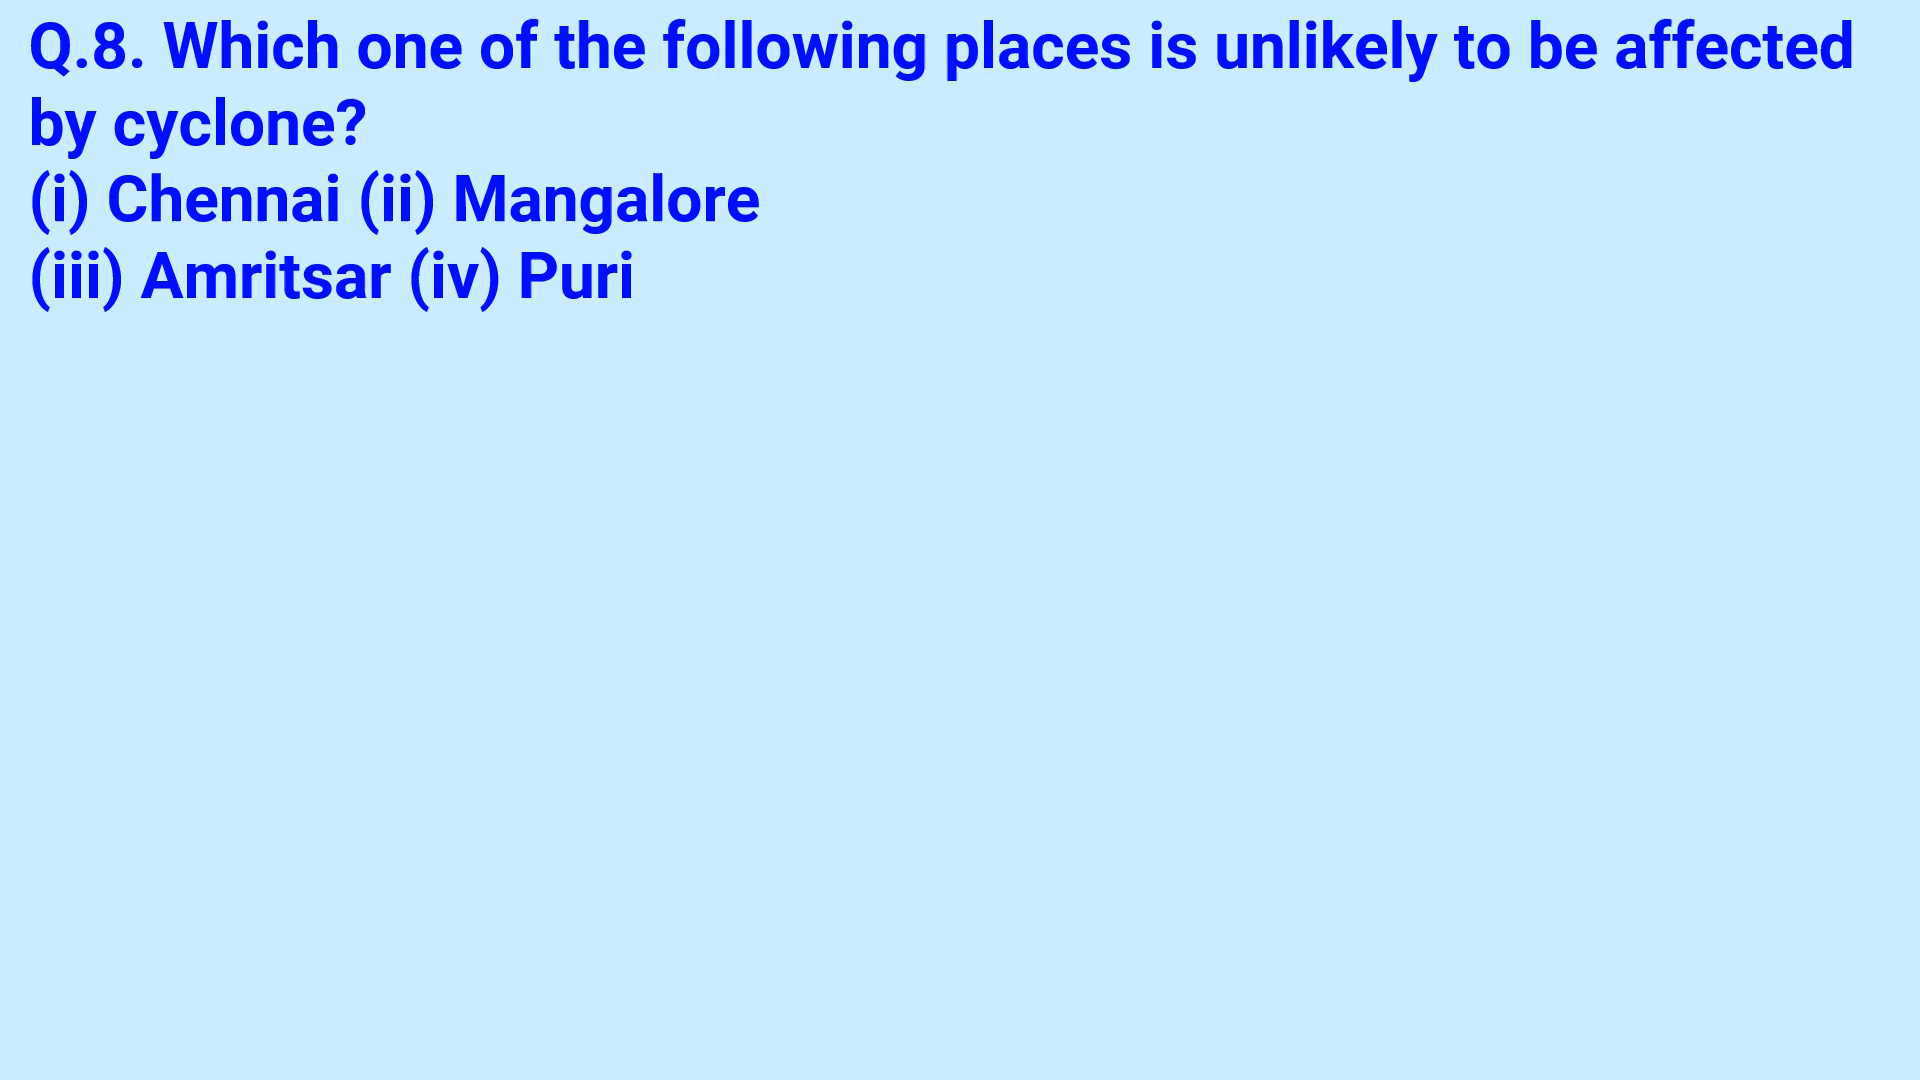 Q.8. Which one of the following places is unlikely to be affected
by cyclone?
(i) Chennai (ii) Mangalore
(iii) Amritsar (iv) Puri